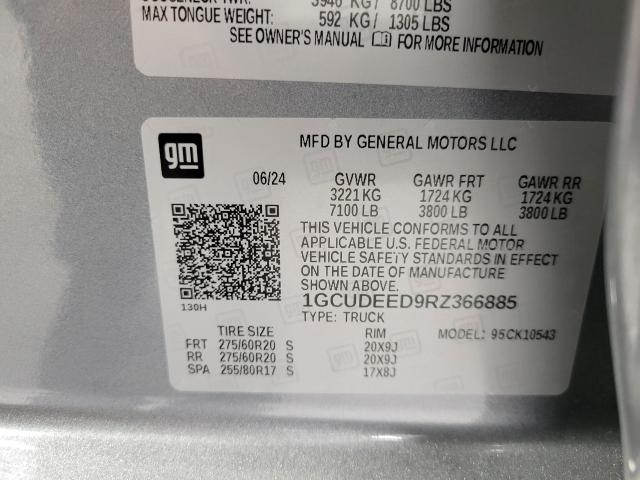 3946 KG/ 8700 LBS
MAX TONGUE WEIGHT: 592 KG/ 1305 LBS
SEE OWNER'S MANUAL FOR MORE INFORMATION
gm
MFD BY GENERAL MOTORS LLC
06/24 GVWR GAWR FRT GAWR RR
3221 KG 1724 KG 1724 KG
7100 LB 3800 LB 3800 LB
THIS VEHICLE CONFORMS TO ALL
APPLICABLE U.S. FEDERAL MOTOR
VEHICLE SAFETY STANDARDS IN EFFECT
ON THE DATE OF MANUFACTURE
SHOWN ABOVE.
1GCUDEED9RZ366885
130H
TYPE: TRUCK MODEL: 95CK10543
TIRE SIZE RIM
FRT 275/60R20 S 20X9J
RR 275/60R20 S 20X9J
SPA 255/80R17 S 17X8J